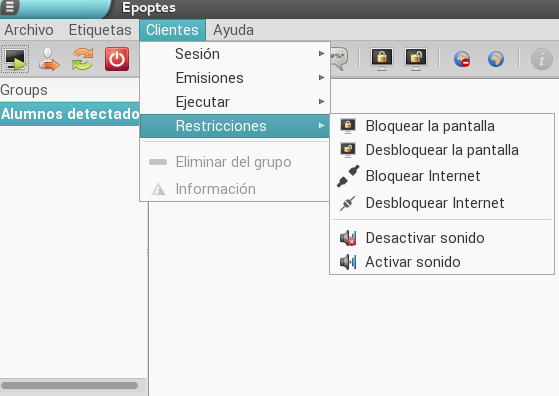 Epoptes
Archivo Etiquetas Clientes Ayuda
Groups
Alumnos detectado
Sesión
Emisiones
Ejecutar
Restricciones
Eliminar del grupo
Información
Bloquear la pantalla
Desbloquear la pantalla
Bloquear Internet
Desbloquear Internet
Desactivar sonido
Activar sonido